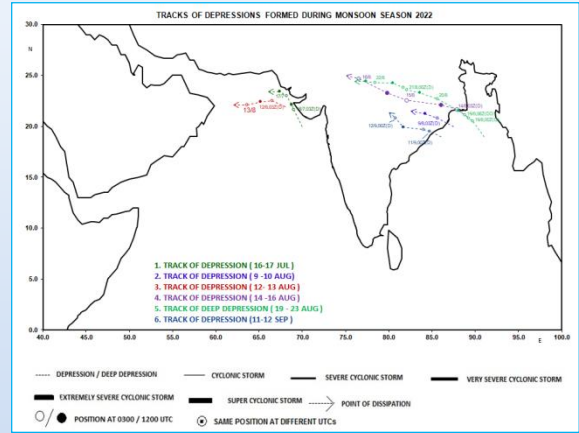 TRACKS OF DEPRESSIONS FORMED DURING MONSOON SEASON 2022
30.0
N
25.0
20.0
15.0
10.0
5.0
0.0
13/8
1. TRACK OF DEPRESSION ( 16-17 JUL )
2. TRACK OF DEPRESSION ( 9 -10 AUG)
3. TRACK OF DEPRESSION ( 12- 13 AUG)
4. TRACK OF DEPRESSION ( 14 -16 AUG)
5. TRACK OF DEEP DEPRESSION ( 19 - 23 AUG)
6. TRACK OF DEPRESSION (11-12 SEP )
40.0 45.0 50.0 55.0 60.0 65.0 70.0 75.0 80.0 85.0 90.0 95.0 100.0
E
DEPRESSION / DEEP DEPRESSION CYCLONIC STORM SEVERE CYCLONIC STORM VERY SEVERE CYCLONIC STORM
EXTREMELY SEVERE CYCLONIC STORM SUPER CYCLONIC STORM POINT OF DISSIPATION
POSITION AT 0300 / 1200 UTC SAME POSITION AT DIFFERENT UTCs